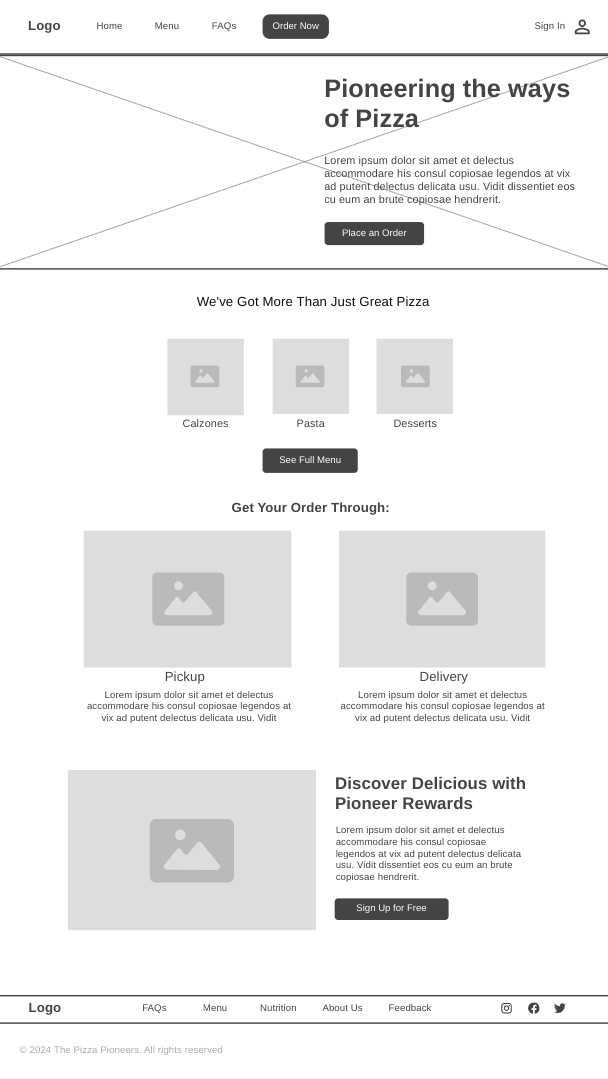 Logo Home Menu FAQs Order Now Sign In
Pioneering the ways
of Pizza
Lorem ipsum dolor sit amet et delectus
accommodare his consul copiosae legendos at vix
ad putent delectus delicata usu. Vidit dissentiet eos
cu eum an brute copiosae hendrerit.
Place an Order
We've Got More Than Just Great Pizza
Calzones Pasta Desserts
See Full Menu
Get Your Order Through:
Pickup
Lorem ipsum dolor sit amet et delectus
accommodare his consul copiosae legendos at
vix ad putent delectus delicata usu. Vidit
Delivery
Lorem ipsum dolor sit amet et delectus
accommodare his consul copiosae legendos at
vix ad putent delectus delicata usu. Vidit
Discover Delicious with
Pioneer Rewards
Lorem ipsum dolor sit amet et delectus
accommodare his consul copiosae
legendos at vix ad putent delectus delicata
usu. Vidit dissentiet eos cu eum an brute
copiosae hendrerit.
Sign Up for Free
Logo FAQs Menu Nutrition About Us Feedback
© 2024 The Pizza Pioneers. All rights reserved